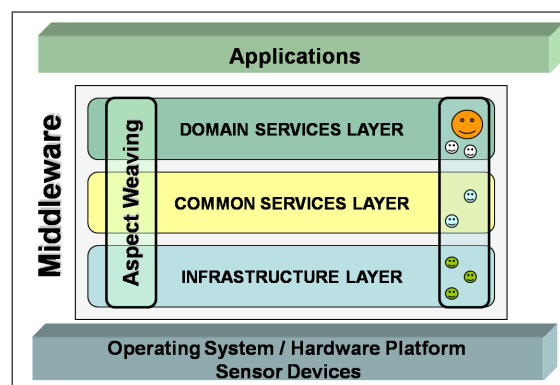 Applications
Middleware
Aspect Weaving
DOMAIN SERVICES LAYER
COMMON SERVICES LAYER
INFRASTRUCTURE LAYER
Operating System / Hardware Platform
Sensor Devices